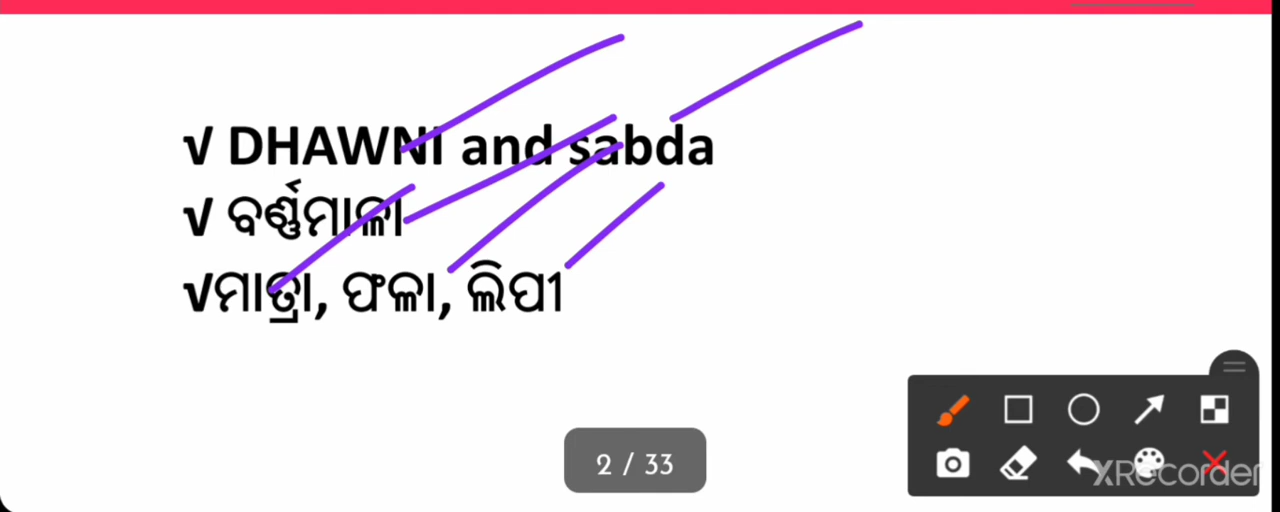 √ DHAWNI and sabda
√ ବର୍ଣ୍ଣମାଳା
√ମାତ୍ରା, ଫଳା, ଲିପୀ
2 / 33
XRecorder